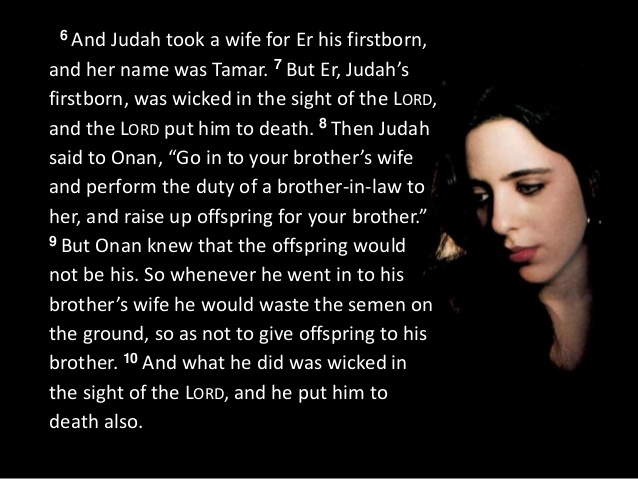 6 And Judah took a wife for Er his firstborn,
and her name was Tamar. 7 But Er, Judah’s
firstborn, was wicked in the sight of the LORD,
and the LORD put him to death. 8 Then Judah
said to Onan, “Go in to your brother’s wife
and perform the duty of a brother-in-law to
her, and raise up offspring for your brother.”
9 But Onan knew that the offspring would
not be his. So whenever he went in to his
brother’s wife he would waste the semen on
the ground, so as not to give offspring to his
brother. 10 And what he did was wicked in
the sight of the LORD, and he put him to
death also.